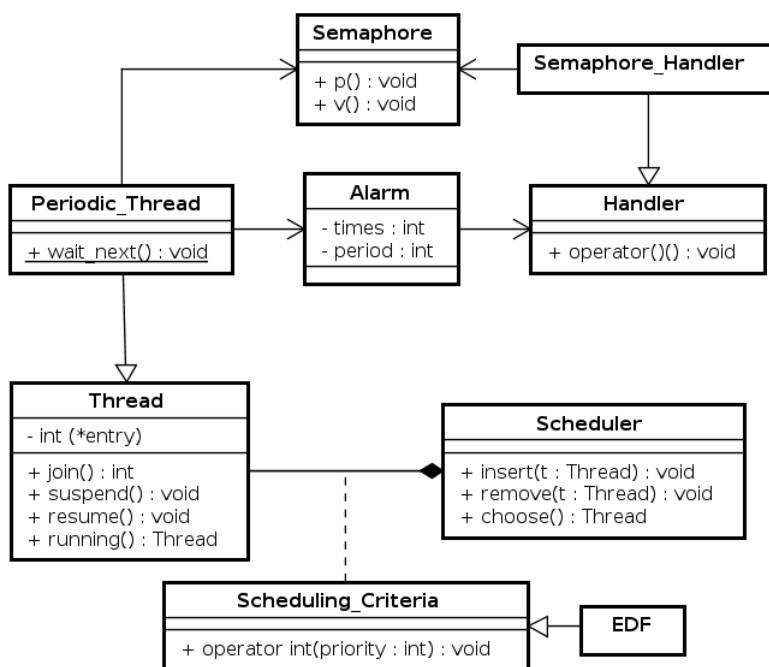 Semaphore
+ p() : void
+ v() : void
Semaphore_Handler
Periodic_Thread
+ wait_next() : void
Alarm
- times : int
- period : int
Handler
+ operator()() : void
Thread
- int (*entry)
+ join() : int
+ suspend() : void
+ resume() : void
+ running() : Thread
Scheduler
+ insert(t : Thread) : void
+ remove(t : Thread) : void
+ choose() : Thread
Scheduling_Criteria
+ operator int(priority : int) : void
EDF